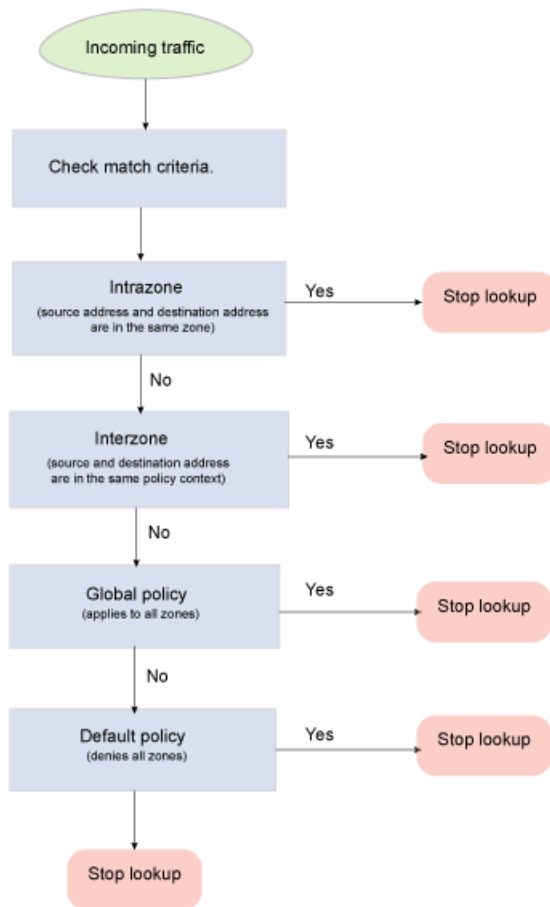 Incoming traffic
Check match criteria.
Intrazone
(source address and destination address
are in the same zone)
Yes
Stop lookup
No
Interzone
(source and destination address
are in the same policy context)
Yes
Stop lookup
No
Global policy
(applies to all zones)
Yes
Stop lookup
No
Default policy
(denies all zones)
Yes
Stop lookup
Stop lookup